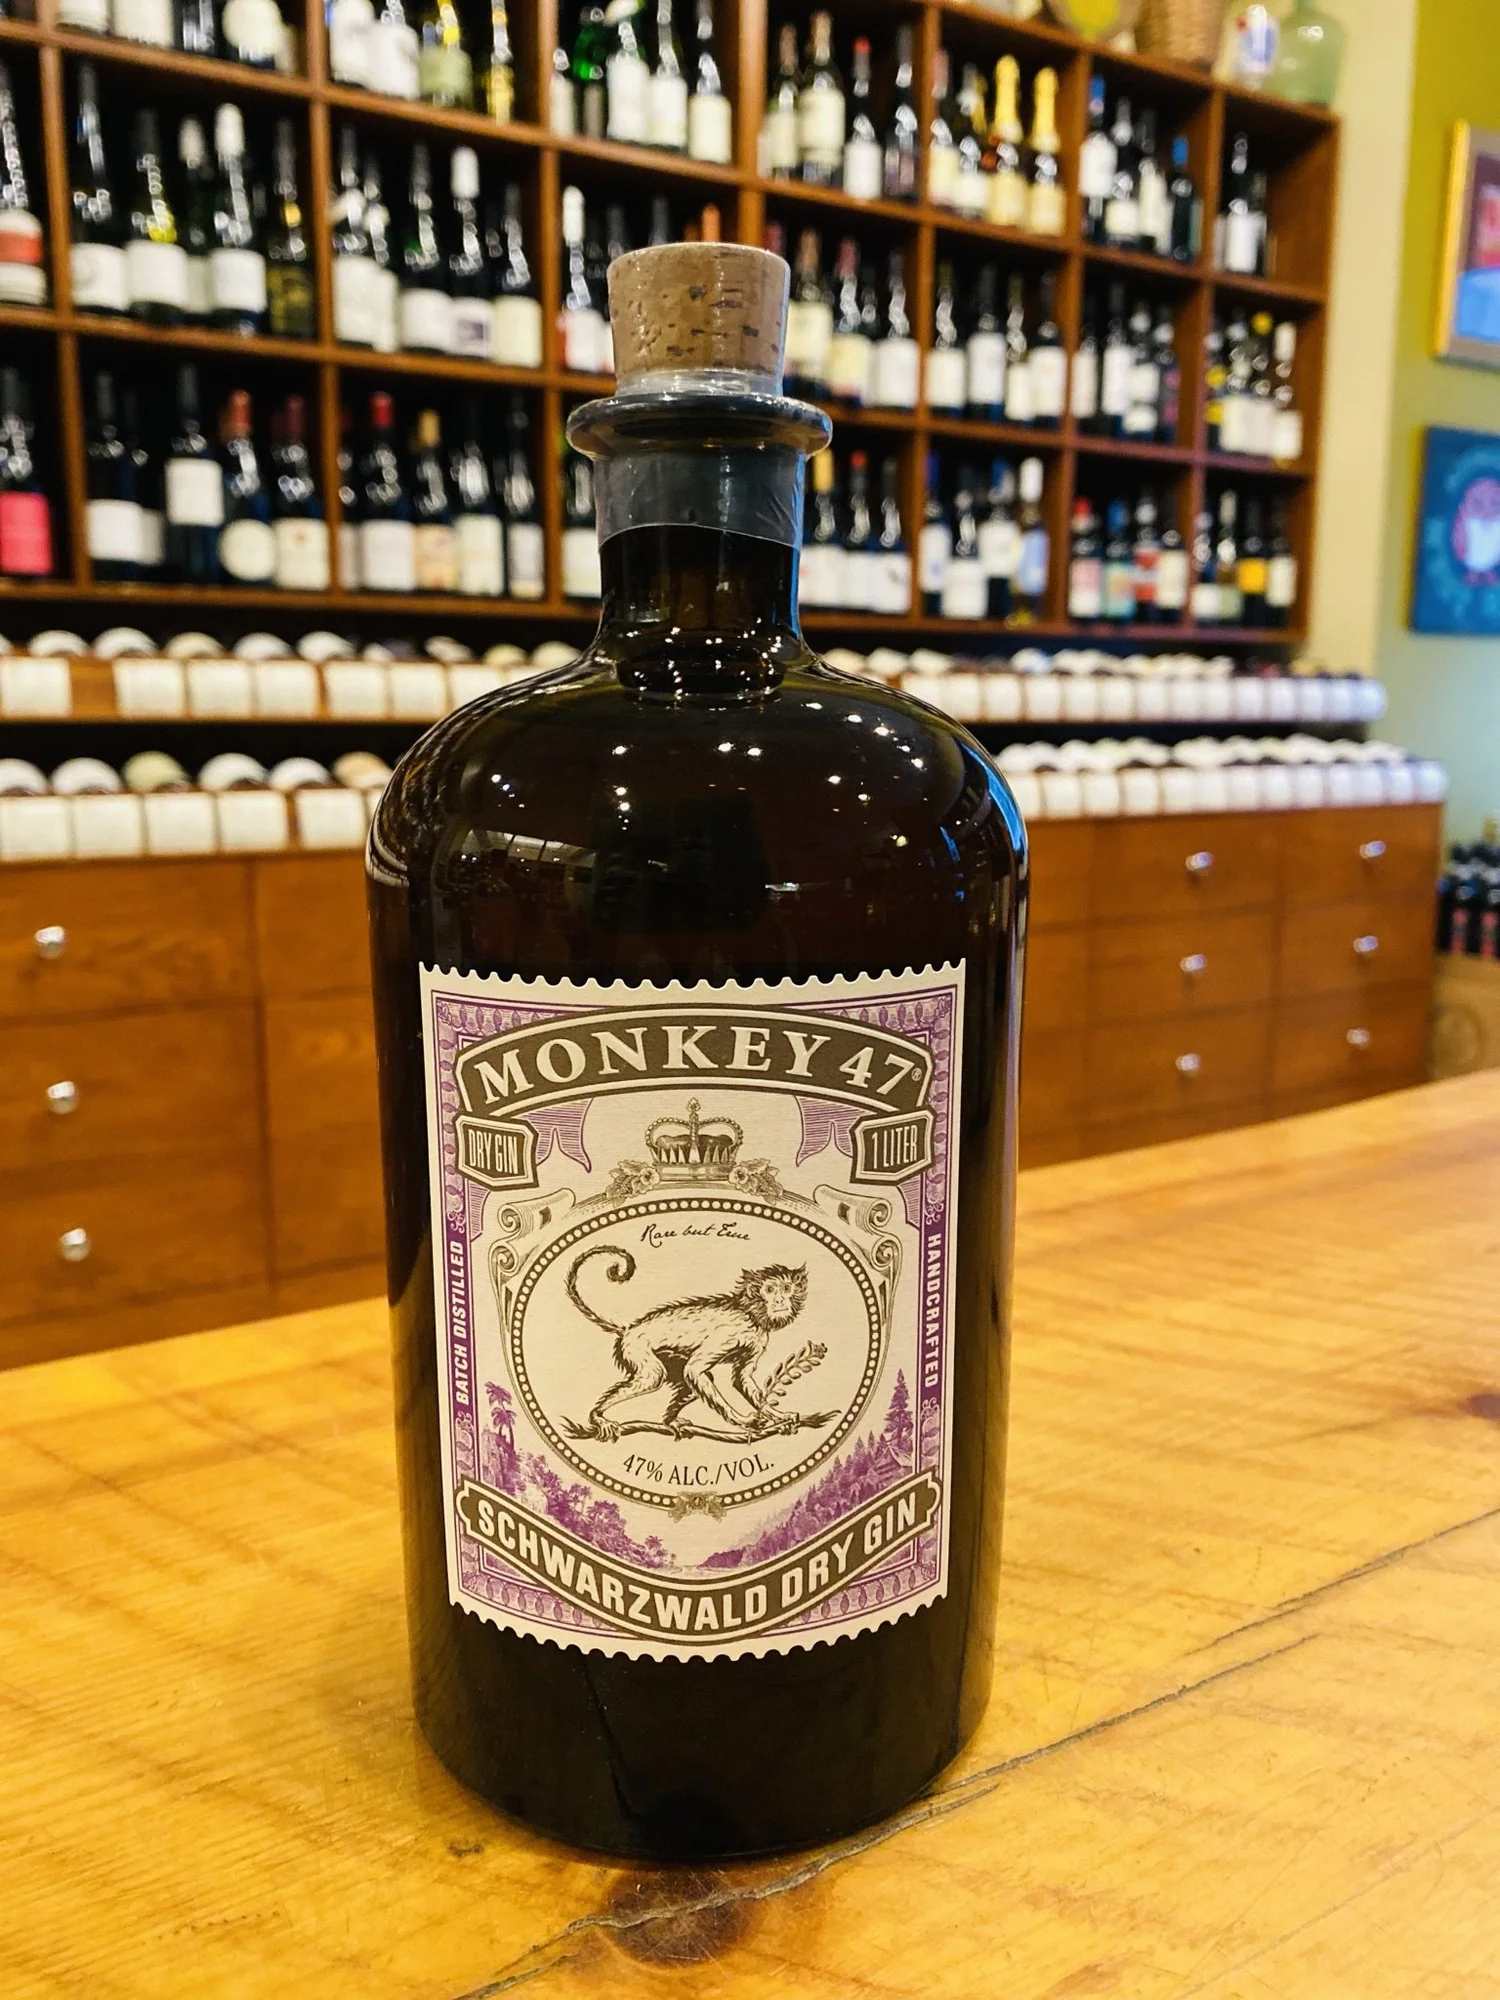 MONKEY 47®
DRY GIN
1 LITER
Rare but True
BATCH DISTILLED
HANDCRAFTED
47% ALC./VOL.
SCHWARZWALD DRY GIN